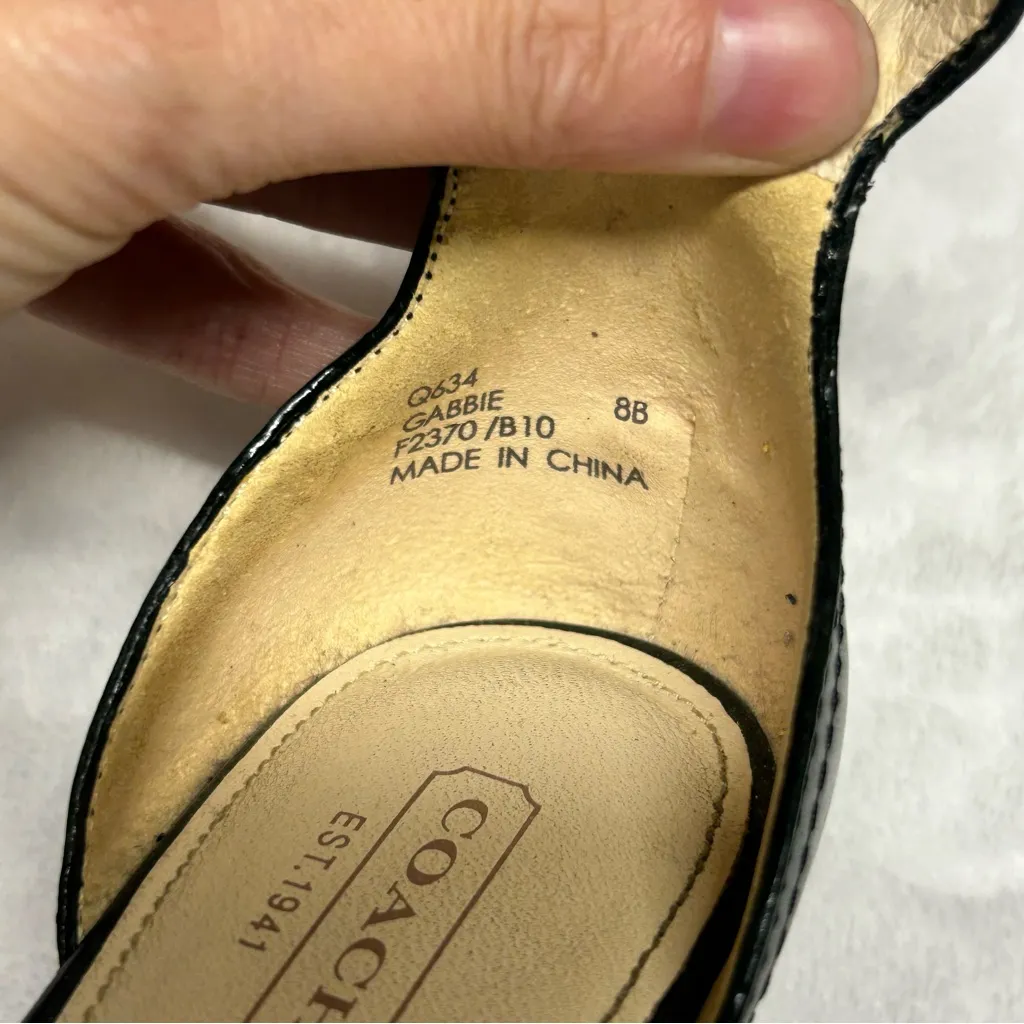 Q634
GABBIE
F2370 /B10
MADE IN CHINA
8B
COACH
EST.1941